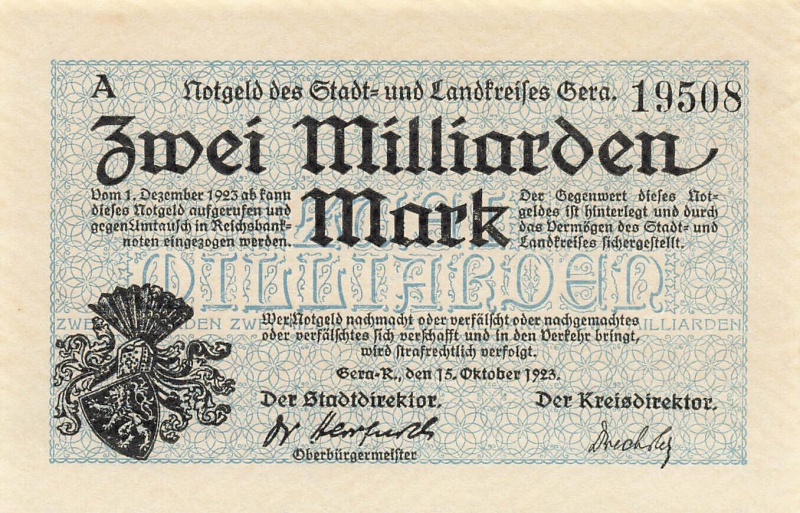 A Notgeld des Stadt- und Landkreises Gera. 19508
Zwei Milliarden
Mark
Vom 1. Dezember 1923 ab kann
dieses Notgeld aufgerufen und
gegen Umtausch in Reichsbank-
noten eingezogen werden.
Der Gegenwert dieses Not-
geldes ist hinterlegt und durch
das Vermögen des Stadt- und
Landkreises sichergestellt.
MILLIARDEN
Wer Notgeld nachmacht oder verfälscht oder nachgemachtes
oder verfälschtes sich verschafft und in den Verkehr bringt,
wird strafrechtlich verfolgt.
Gera-R., den 15. Oktober 1923.
Der Stadtdirektor. Der Kreisdirektor.
Oberbürgermeister